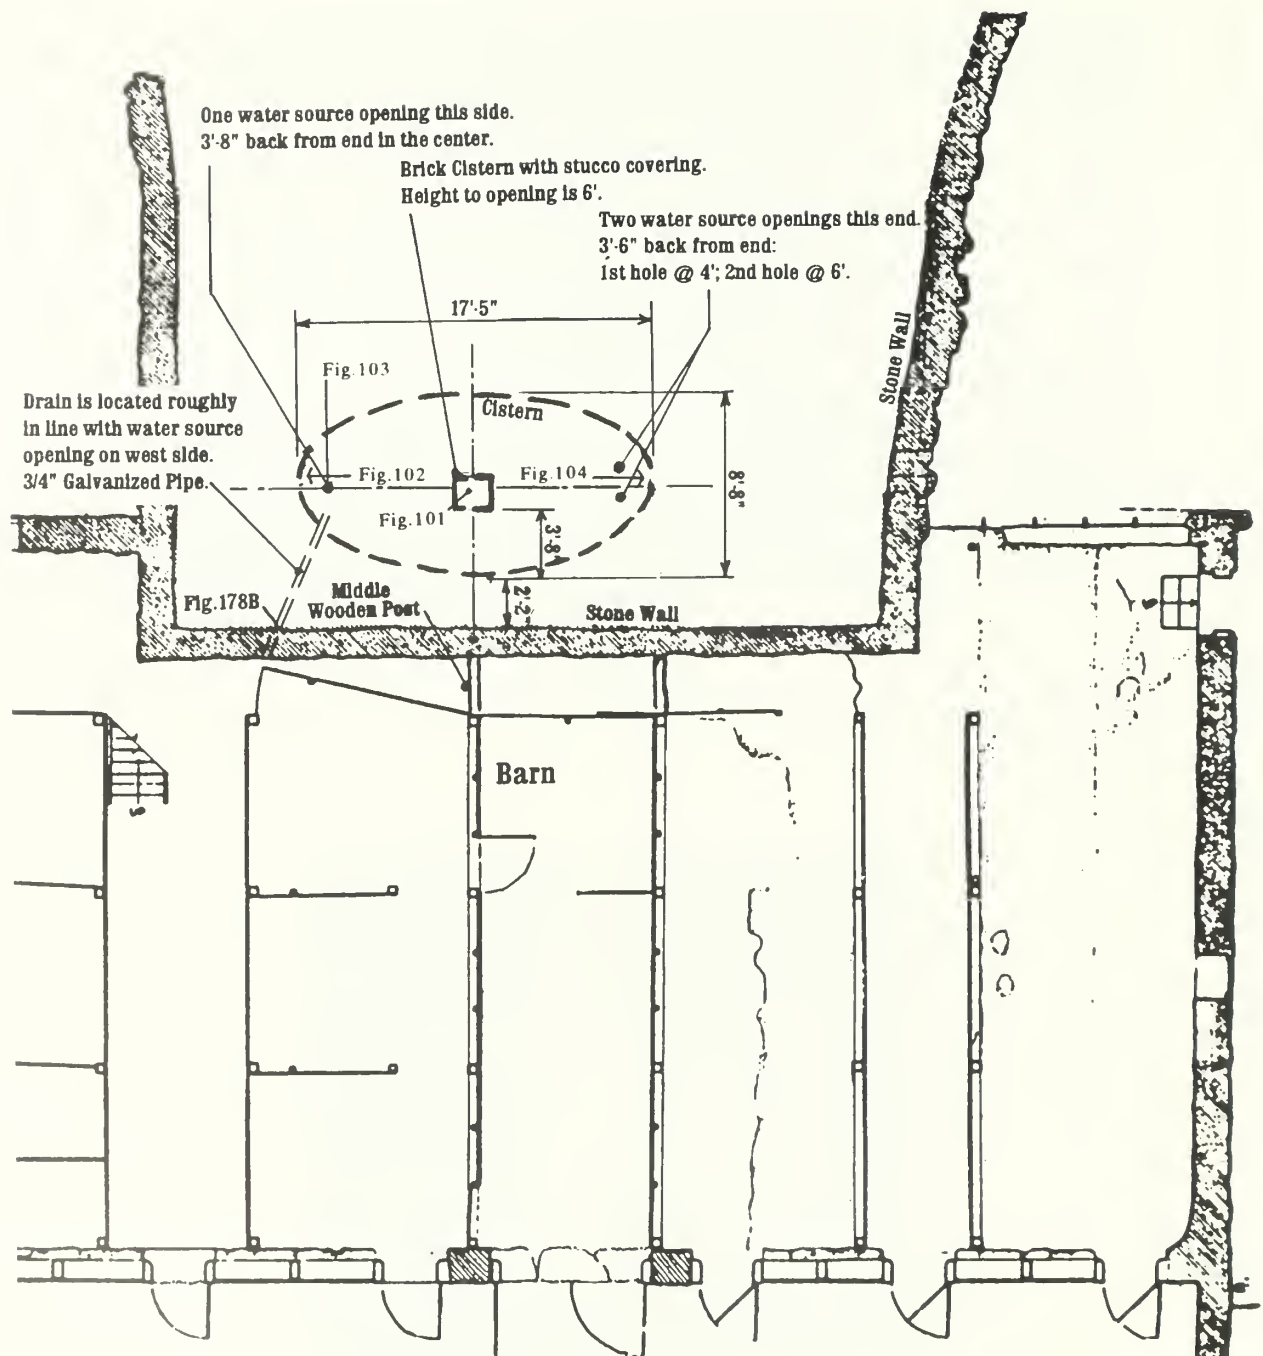 One water source opening this side.
3'-8" back from end in the center.
Brick Cistern with stucco covering.
Height to opening is 6'.
Two water source openings this end.
3'-6" back from end:
1st hole @ 4'; 2nd hole @ 6'.
17'-5"
Stone Wall
Fig.103
Drain is located roughly
in line with water source
opening on west side.
3/4" Galvanized Pipe.
Cistern
Fig.102
Fig.104
8'-8"
Fig.101
3'-8"
Fig.178B
Middle
Wooden Post
2'-2"
Stone Wall
Barn